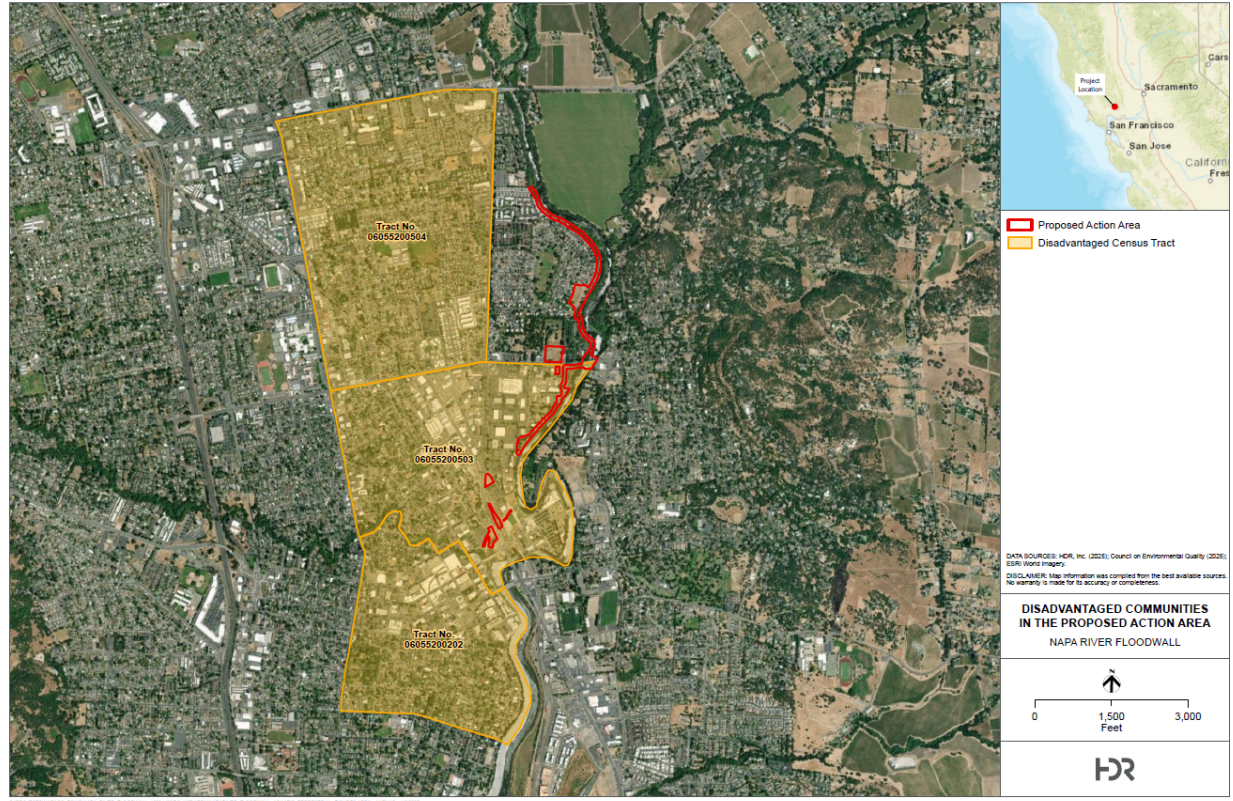 Tract No.
06055200504
Tract No.
06055200503
Tract No.
06055200202
Project
Location
Cars
Sacramento
San Francisco
San Jose
Californi
Fres
Proposed Action Area
Disadvantaged Census Tract
DATA SOURCES: HDR, Inc. (2025); Council on Environmental Quality (2025);
ESRI World Imagery.
DISCLAIMER: Map information was compiled from the best available sources.
No warranty is made for its accuracy or completeness.
DISADVANTAGED COMMUNITIES
IN THE PROPOSED ACTION AREA
NAPA RIVER FLOODWALL
N
0 1,500 3,000
Feet
HDR